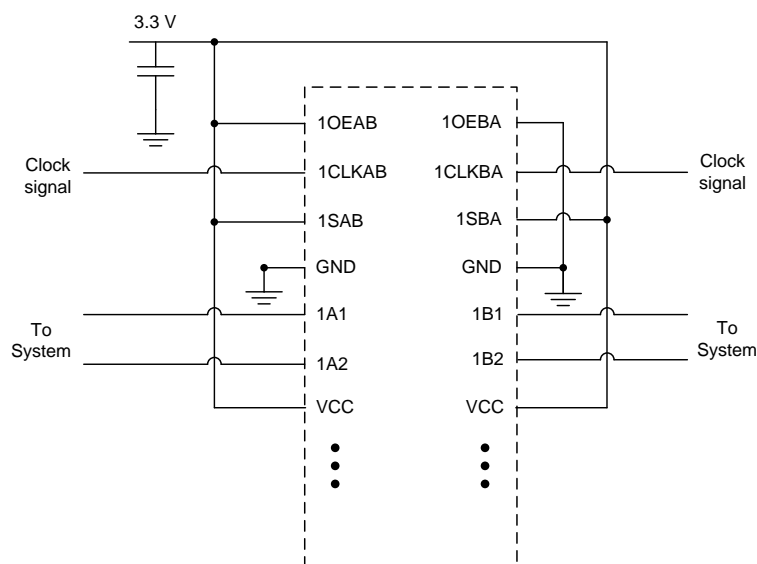 3.3 V
1OEAB
1OEBA
Clock
signal
1CLKAB
1CLKBA
Clock
signal
1SAB
1SBA
GND
GND
1A1
1B1
To
System
To
System
1A2
1B2
VCC
VCC